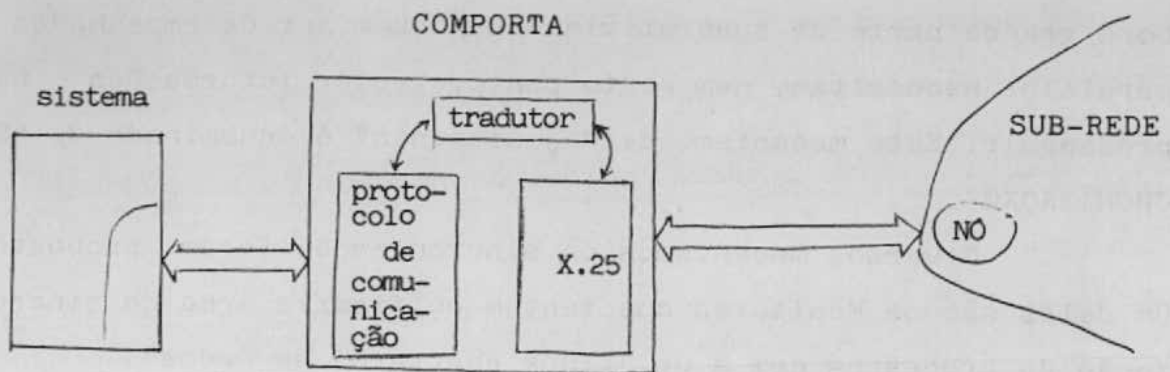 COMPORTA
sistema
tradutor
SUB-REDE
proto-
colo
de
comu-
nica-
ção
X.25
NÓ